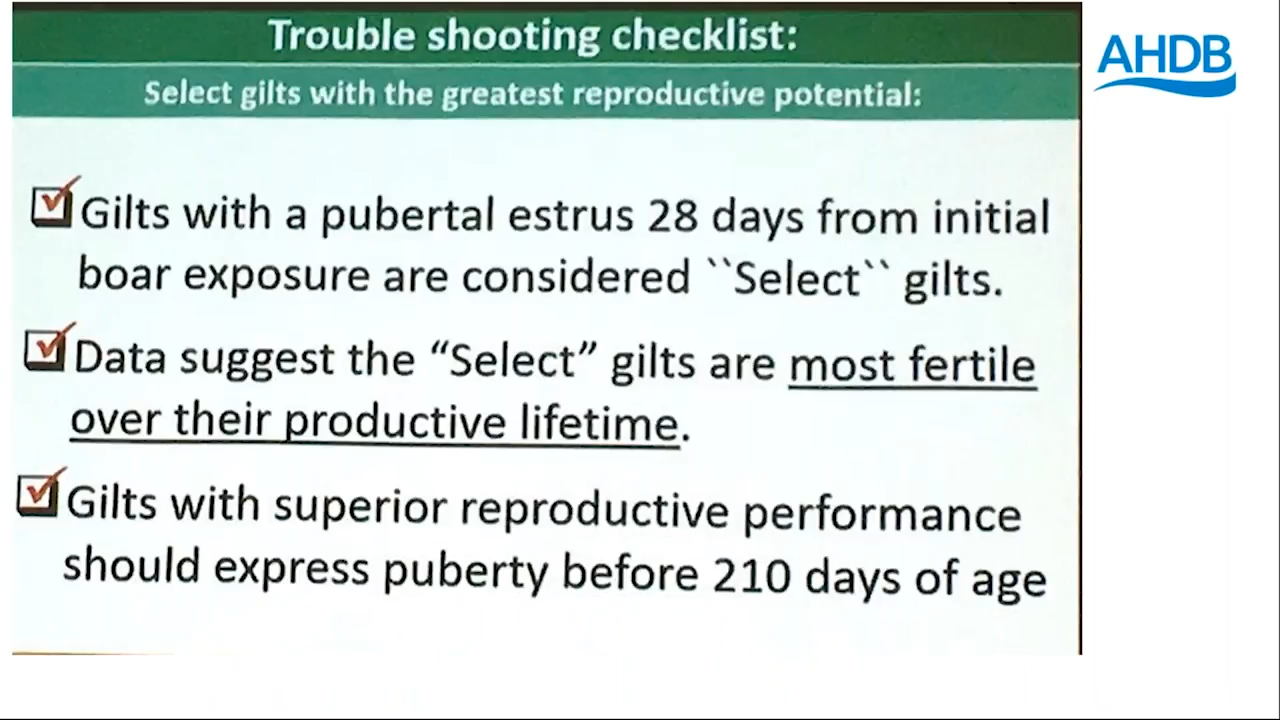 Trouble shooting checklist:
Select gilts with the greatest reproductive potential:
AHDB
Gilts with a pubertal estrus 28 days from initial
boar exposure are considered ``Select`` gilts.
Data suggest the “Select” gilts are most fertile
over their productive lifetime.
Gilts with superior reproductive performance
should express puberty before 210 days of age